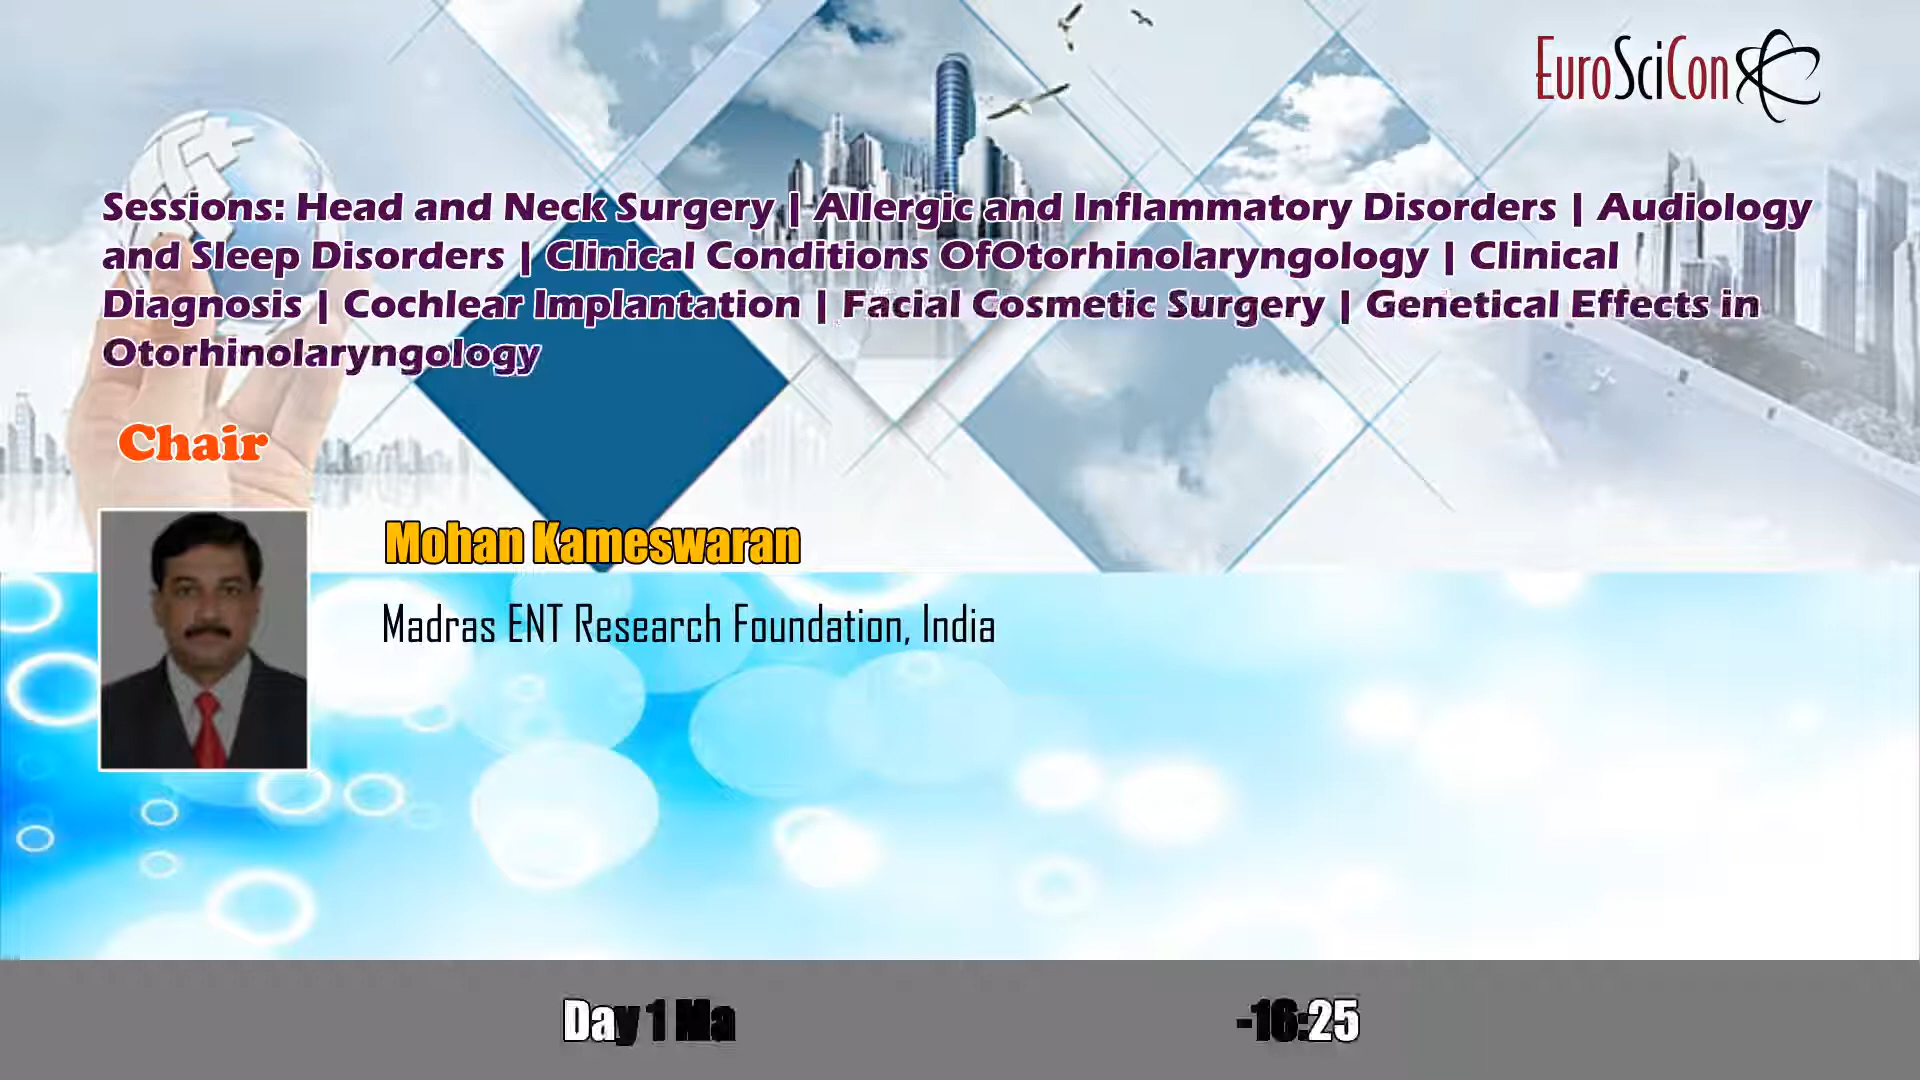 EuroSciCon
Sessions: Head and Neck Surgery | Allergic and Inflammatory Disorders | Audiology
and Sleep Disorders | Clinical Conditions OfOtorhinolaryngology | Clinical
Diagnosis | Cochlear Implantation | Facial Cosmetic Surgery | Genetical Effects in
Otorhinolaryngology
Chair
Mohan Kameswaran
Madras ENT Research Foundation, India
Day 1 Ma -16:25